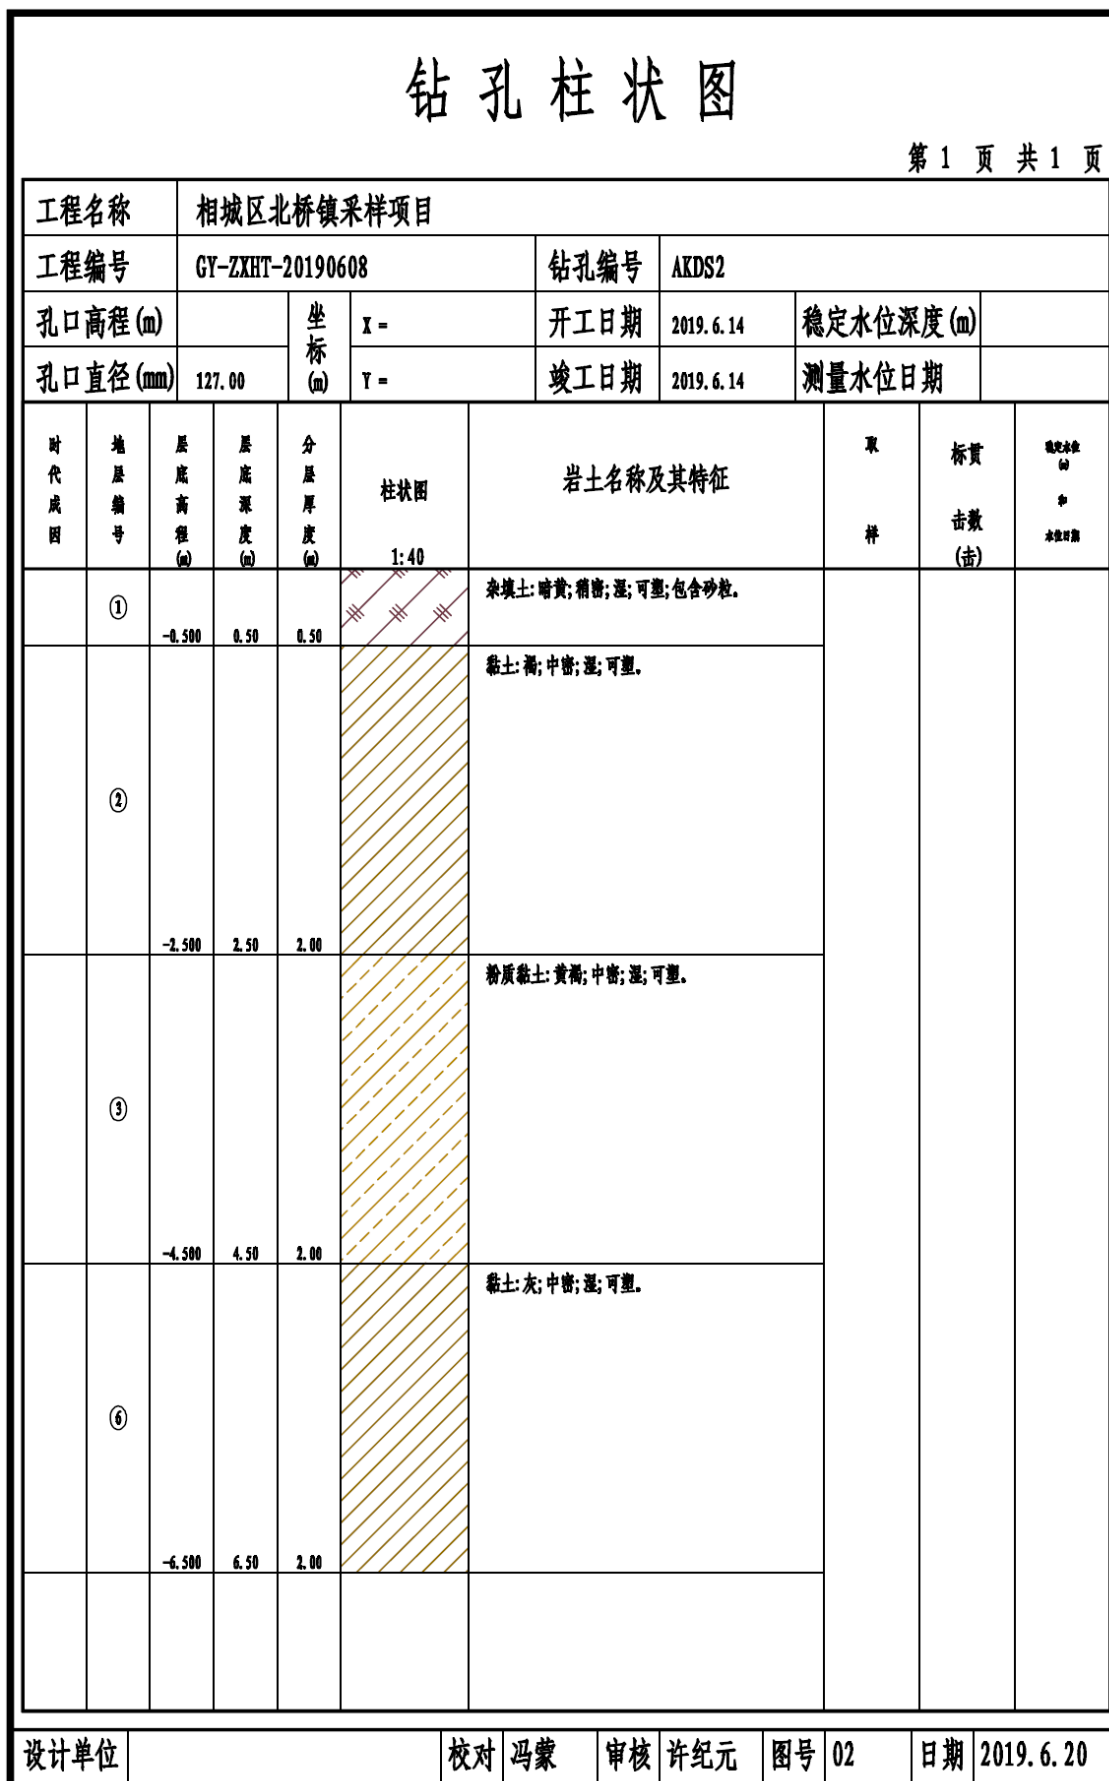 钻孔柱状图
第 1 页 共 1 页
工程名称 相城区北桥镇采样项目
工程编号 GY-ZXHT-20190608 钻孔编号 AKDS2
孔口高程(m) 坐标(m) X = 开工日期 2019.6.14 稳定水位深度(m)
孔口直径(mm) 127.00 Y = 竣工日期 2019.6.14 测量水位日期
时代成因 地层编号 层底高程(m) 层底深度(m) 分层厚度(m) 柱状图 1:40 岩土名称及其特征 取样 标贯击数(击) 稳定水位(m)和水位日期
① -0.500 0.50 0.50 杂填土:暗黄;稍密;湿;可塑;包含砂粒。
② -2.500 2.50 2.00 黏土:褐;中密;湿;可塑。
③ -4.500 4.50 2.00 粉质黏土:黄褐;中密;湿;可塑。
⑥ -6.500 6.50 2.00 黏土:灰;中密;湿;可塑。
设计单位 校对 冯蒙 审核 许纪元 图号 02 日期 2019.6.20